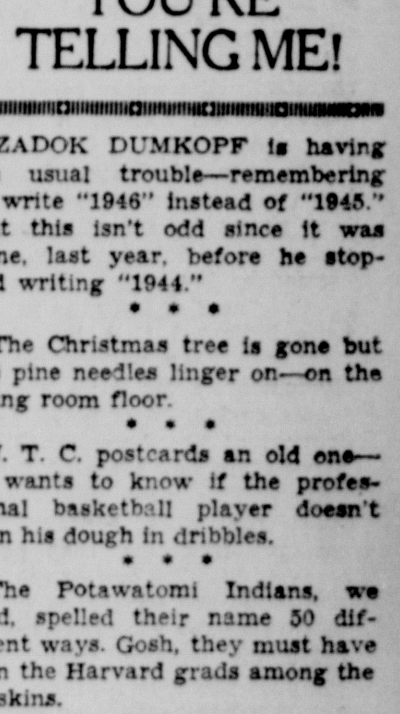 YOU'RE
TELLING ME!
ZADOK DUMKOPF is having
usual trouble—remembering
write "1946" instead of "1945."
t this isn't odd since it was
ne, last year, before he stop-
d writing "1944."
* * *
The Christmas tree is gone but
pine needles linger on—on the
ng room floor.
* * *
. T. C. postcards an old one—
wants to know if the profes-
nal basketball player doesn't
n his dough in dribbles.
* * *
The Potawatomi Indians, we
d, spelled their name 50 dif-
ent ways. Gosh, they must have
n the Harvard grads among the
skins.